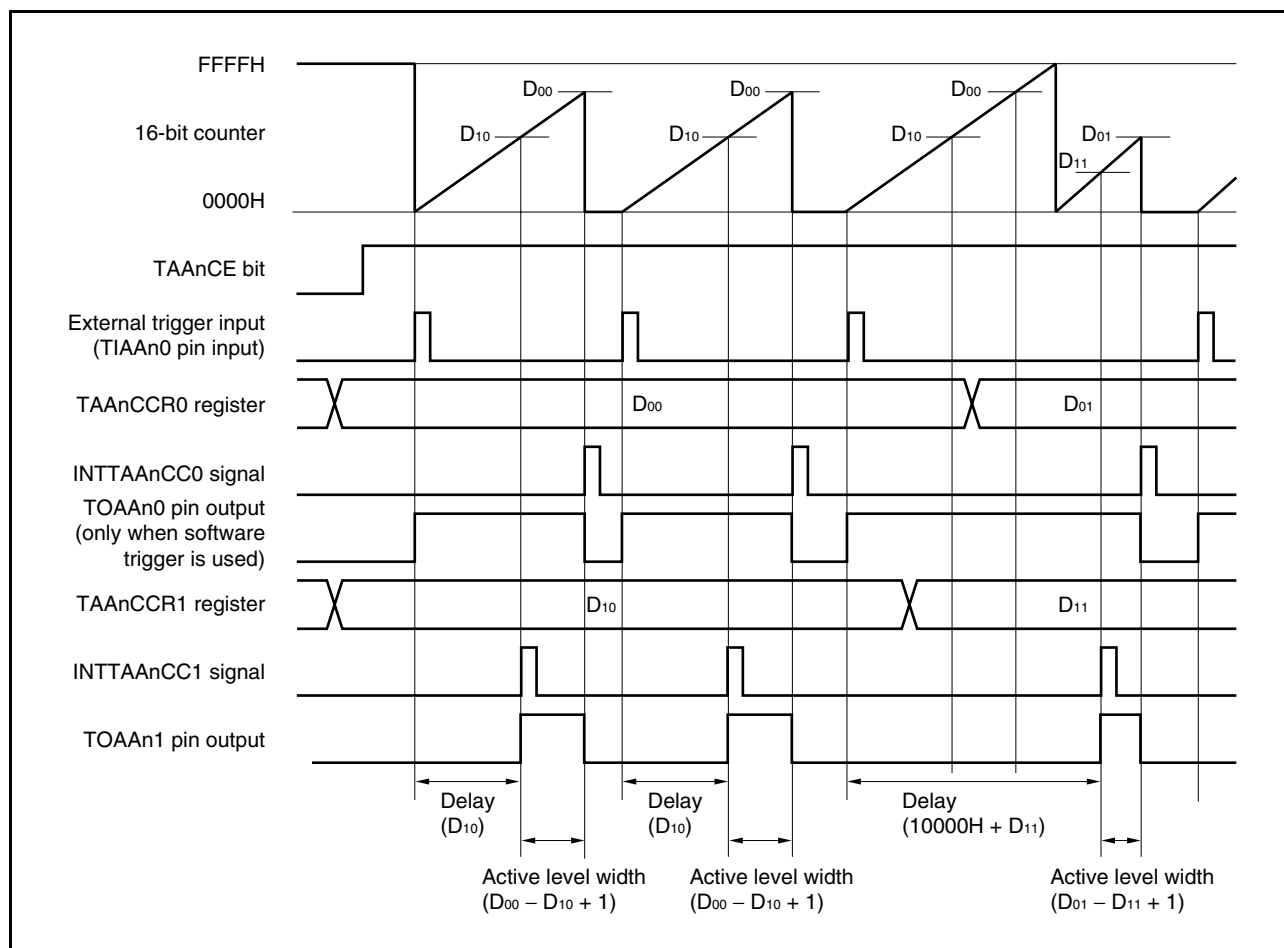 FFFFH
D00
D00
D00
16-bit counter
D10
D10
D10
D01
D11
0000H
TAAnCE bit
External trigger input
(TIAAn0 pin input)
TAAnCCR0 register
D00
D01
INTTAAnCC0 signal
TOAAn0 pin output
(only when software
trigger is used)
TAAnCCR1 register
D10
D11
INTTAAnCC1 signal
TOAAn1 pin output
Delay
(D10)
Delay
(D10)
Delay
(10000H + D11)
Active level width
(D00 − D10 + 1)
Active level width
(D00 − D10 + 1)
Active level width
(D01 − D11 + 1)